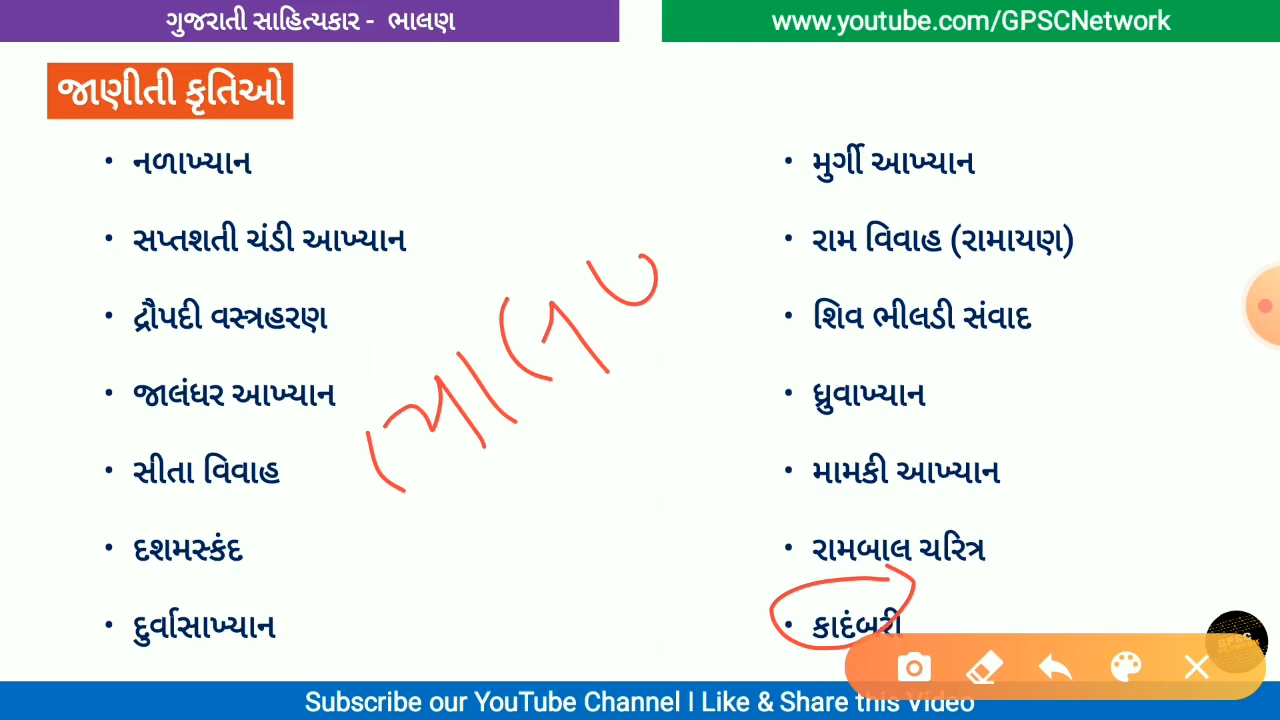 ગુજરાતી સાહિત્યકાર - ભાલણ
www.youtube.com/GPSCNetwork
જાણીતી કૃતિઓ
• નળાખ્યાન
• સપ્તશતી ચંડી આખ્યાન
• દ્રૌપદી વસ્ત્રહરણ
• જાલંધર આખ્યાન
• સીતા વિવાહ
• દશમસ્કંદ
• દુર્વાસાખ્યાન
• મુર્ગી આખ્યાન
• રામ વિવાહ (રામાયણ)
• શિવ ભીલડી સંવાદ
• ધ્રુવાખ્યાન
• મામકી આખ્યાન
• રામબાલ ચરિત્ર
• કાદંબરી
GPSC
Subscribe our YouTube Channel l Like & Share this Video